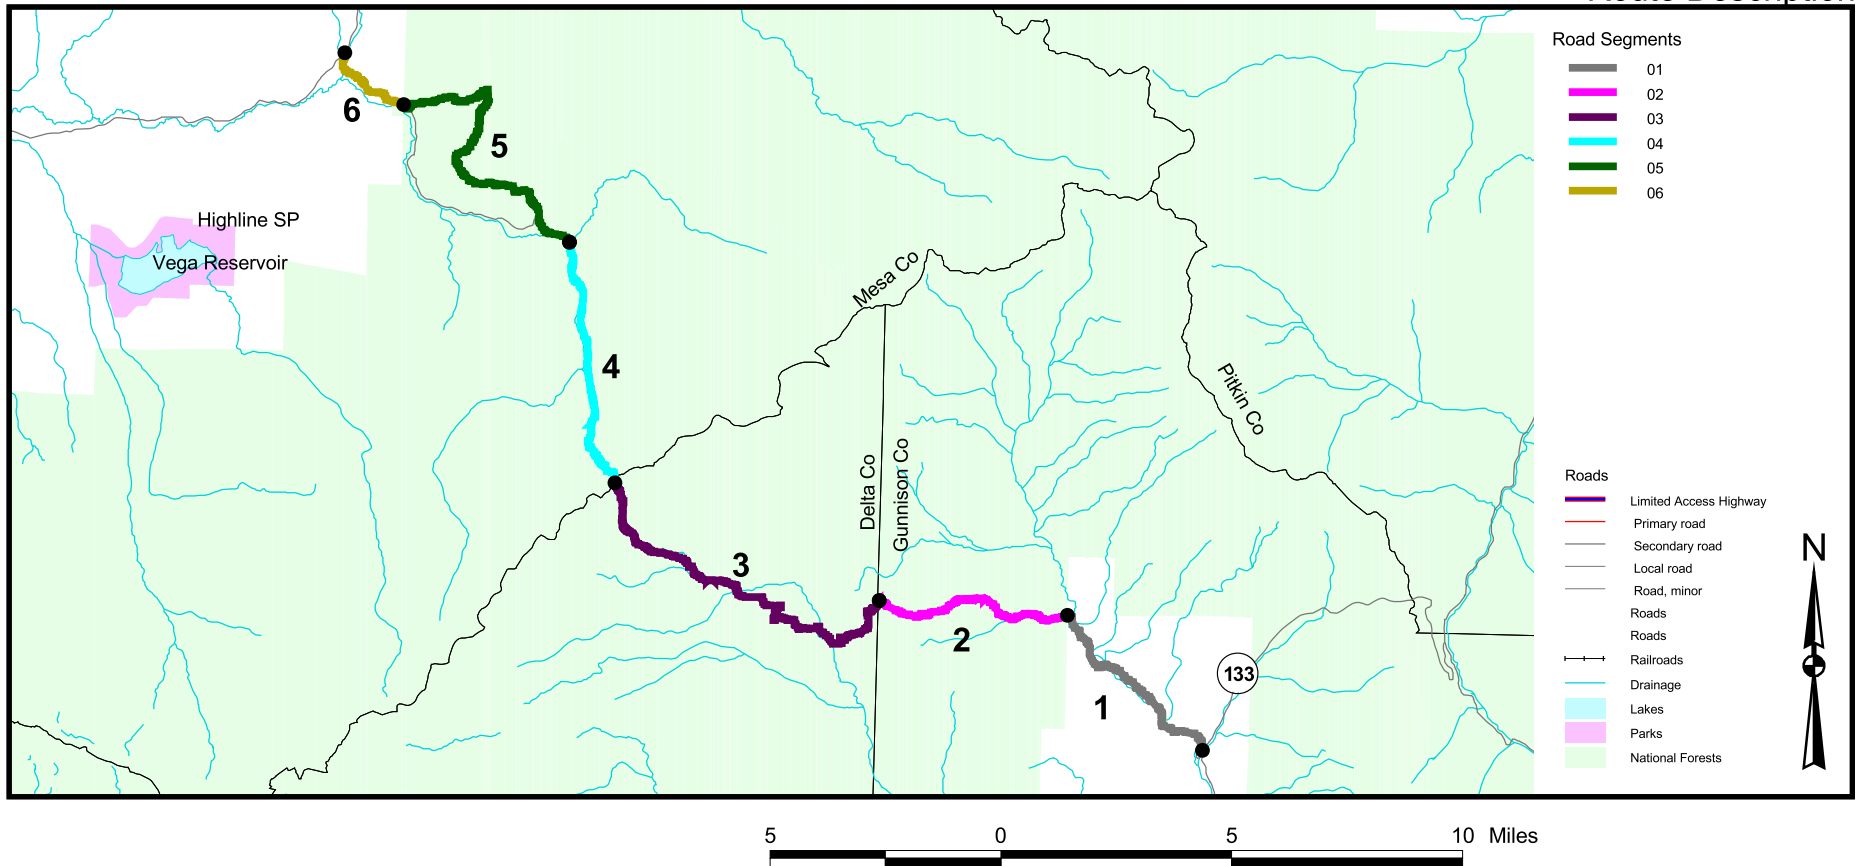 Road Segments
01
02
03
04
05
06
6
5
Highline SP
Vega Reservoir
Mesa Co
4
Pitkin Co
Delta Co
Gunnison Co
3
2
133
1
Roads
Limited Access Highway
Primary road
Secondary road
Local road
Road, minor
Roads
Roads
Railroads
Drainage
Lakes
Parks
National Forests
N
5 0 5 10 Miles